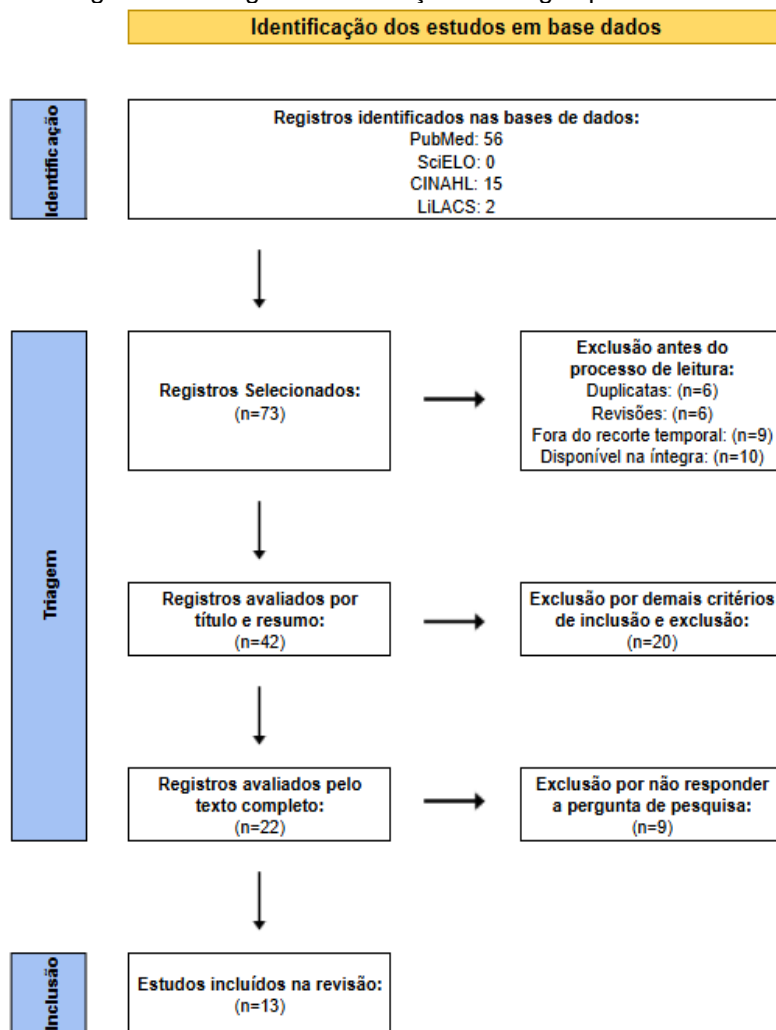 Identificação dos estudos em base dados
Identificação
Registros identificados nas bases de dados:
PubMed: 56
SciELO: 0
CINAHL: 15
LiLACS: 2
Triagem
Registros Selecionados:
(n=73)
Exclusão antes do
processo de leitura:
Duplicatas: (n=6)
Revisões: (n=6)
Fora do recorte temporal: (n=9)
Disponível na íntegra: (n=10)
Registros avaliados por
título e resumo:
(n=42)
Exclusão por demais critérios
de inclusão e exclusão:
(n=20)
Registros avaliados pelo
texto completo:
(n=22)
Exclusão por não responder
a pergunta de pesquisa:
(n=9)
Inclusão
Estudos incluídos na revisão:
(n=13)